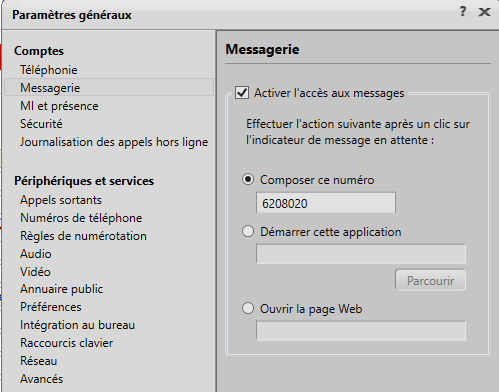 Paramètres généraux
? X
Comptes
Téléphonie
Messagerie
MI et présence
Sécurité
Journalisation des appels hors ligne
Périphériques et services
Appels sortants
Numéros de téléphone
Règles de numérotation
Audio
Vidéo
Annuaire public
Préférences
Intégration au bureau
Raccourcis clavier
Réseau
Avancés
Messagerie
Activer l'accès aux messages
Effectuer l'action suivante après un clic sur
l'indicateur de message en attente :
Composer ce numéro
6208020
Démarrer cette application
Parcourir
Ouvrir la page Web